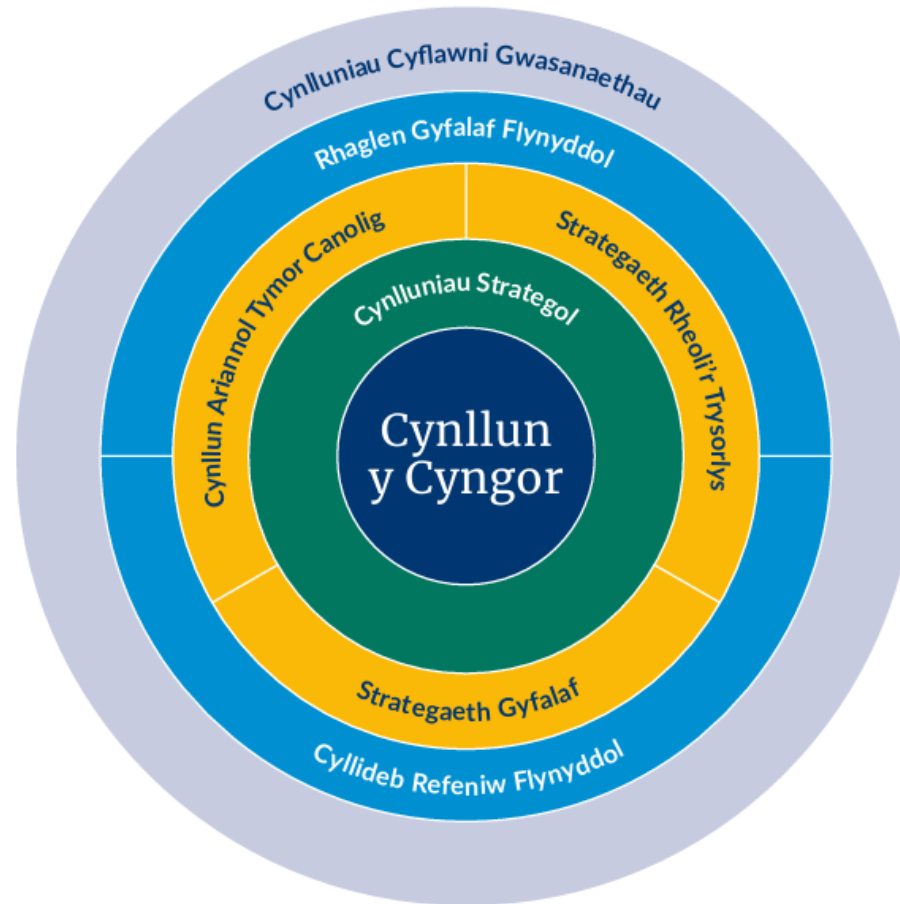 Cynlluniau Cyflawni Gwasanaethau
Rhaglen Gyfalaf Flynyddol
Cynllun Ariannol Tymor Canolig
Strategaeth Rheoli'r Trysorlys
Cynlluniau Strategol
Cynllun
y Cyngor
Strategaeth Gyfalaf
Cyllideb Refeniw Flynyddol